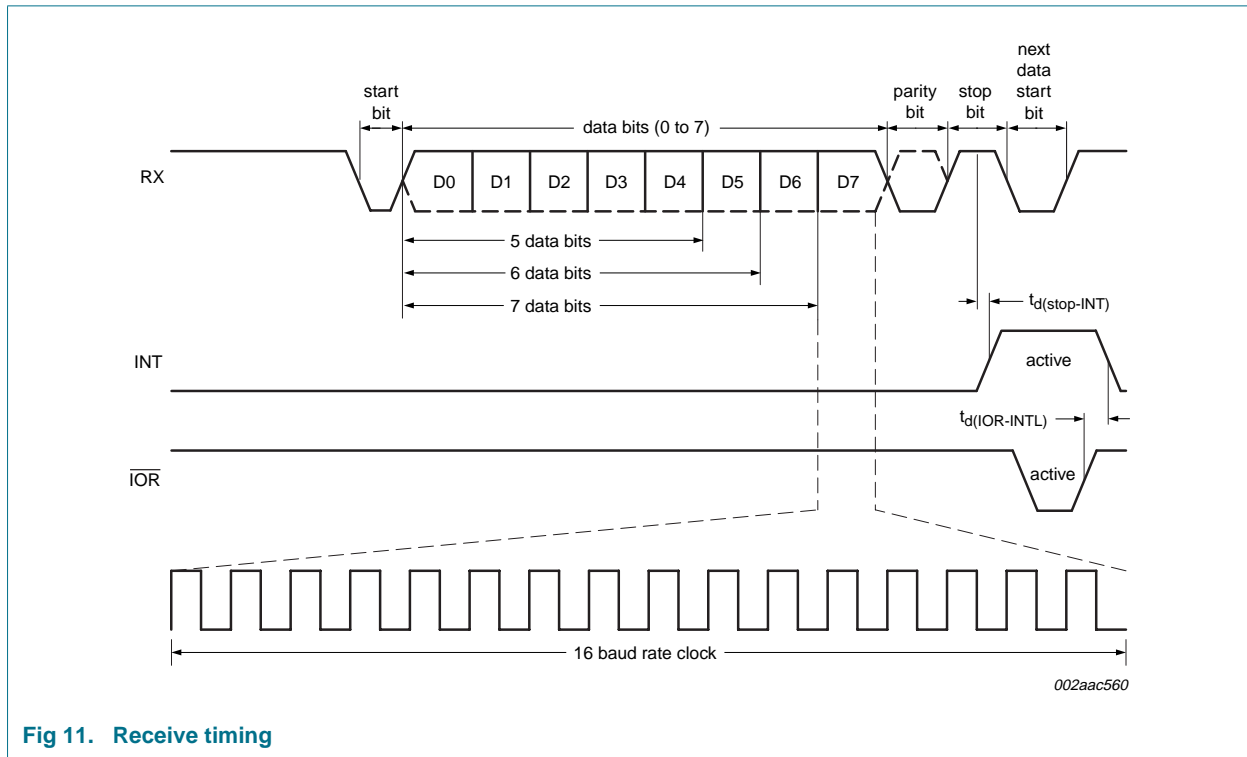 next
data
start
bit
start
bit
parity
bit
stop
bit
data bits (0 to 7)
RX
D0 D1 D2 D3 D4 D5 D6 D7
5 data bits
6 data bits
7 data bits
td(stop-INT)
INT
active
td(IOR-INTL)
IOR
active
16 baud rate clock
002aac560
Fig 11. Receive timing